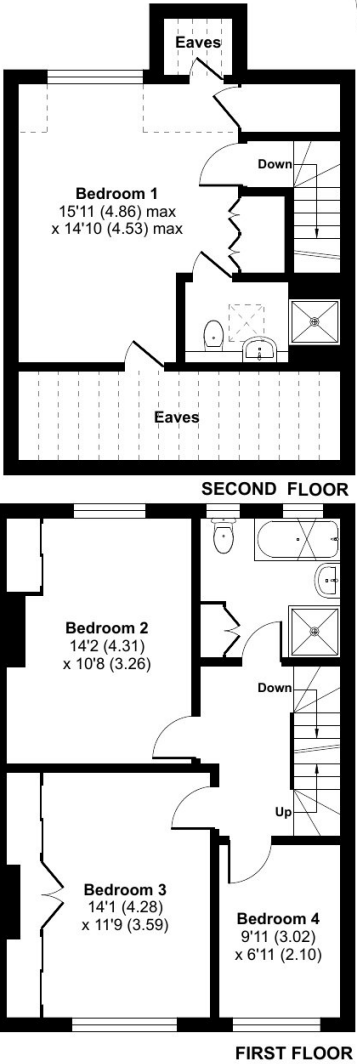 Eaves
Down
Bedroom 1
15'11 (4.86) max
x 14'10 (4.53) max
Eaves
SECOND FLOOR
Bedroom 2
14'2 (4.31)
x 10'8 (3.26)
Down
Up
Bedroom 3
14'1 (4.28)
x 11'9 (3.59)
Bedroom 4
9'11 (3.02)
x 6'11 (2.10)
FIRST FLOOR